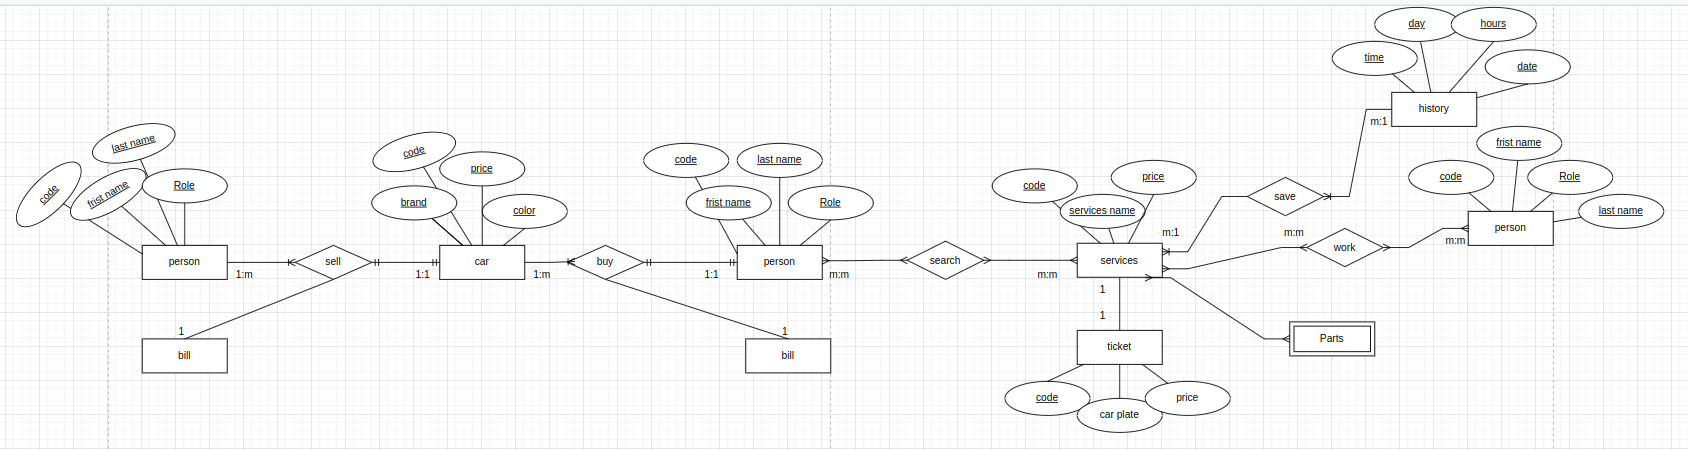 day
hours
time
date
history
m:1
last name
code
frist name
Role
person
1:m
sell
1:1
code
price
brand
color
car
1:m
buy
1:1
code
last name
frist name
Role
person
m:m
search
m:m
code
price
services name
services
m:1
save
m:m
work
m:m
frist name
code
Role
last name
person
1
bill
1
bill
1
1
ticket
code
car plate
price
Parts